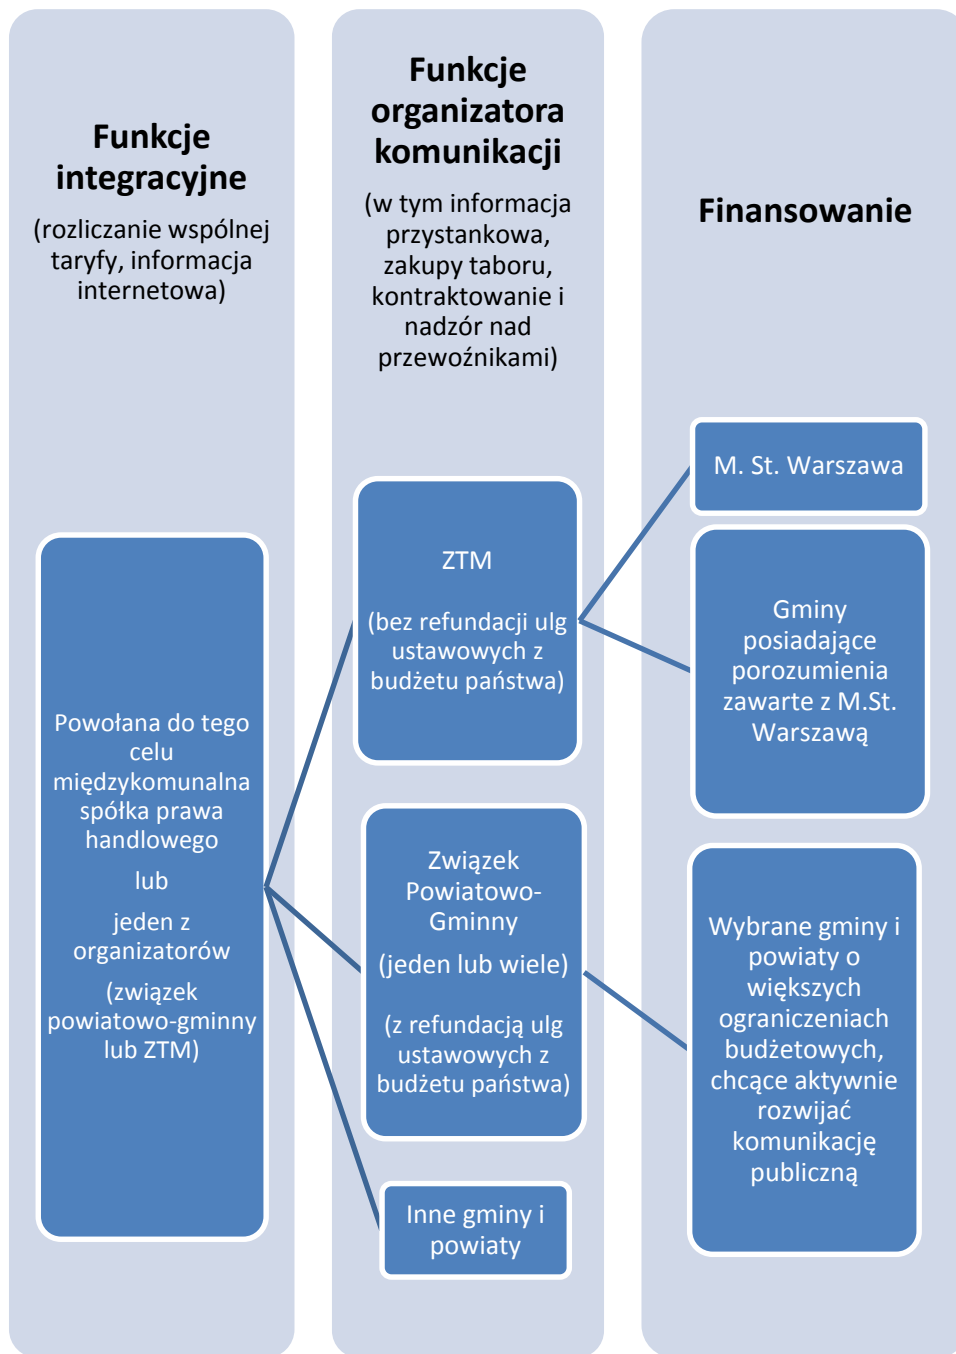 Funkcje
integracyjne
(rozliczanie wspólnej
taryfy, informacja
internetowa)
Powołana do tego
celu
międzykomunalna
spółka prawa
handlowego
lub
jeden z
organizatorów
(związek
powiatowo-gminny
lub ZTM)
Funkcje
organizatora
komunikacji
(w tym informacja
przystankowa,
zakupy taboru,
kontraktowanie i
nadzór nad
przewoźnikami)
ZTM
(bez refundacji ulg
ustawowych z
budżetu państwa)
Związek
Powiatowo-
Gminny
(jeden lub wiele)
(z refundacją ulg
ustawowych z
budżetu państwa)
Inne gminy i
powiaty
Finansowanie
M. St. Warszawa
Gminy
posiadające
porozumienia
zawarte z M.St.
Warszawą
Wybrane gminy i
powiaty o
większych
ograniczeniach
budżetowych,
chcące aktywnie
rozwijać
komunikację
publiczną